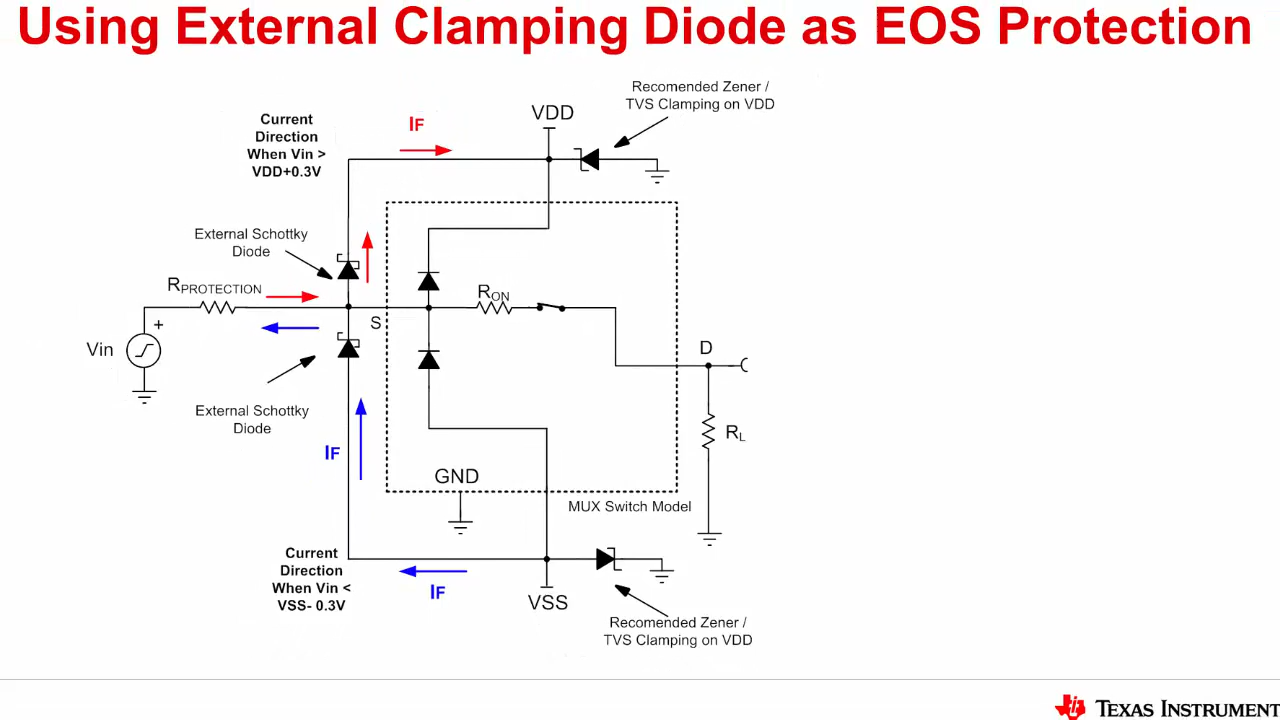 Using External Clamping Diode as EOS Protection
Recomended Zener /
TVS Clamping on VDD
VDD
IF
Current
Direction
When Vin >
VDD+0.3V
External Schottky
Diode
RPROTECTION
RON
+
S
Vin
D
External Schottky
Diode
RL
IF
GND
MUX Switch Model
Current
Direction
When Vin <
VSS- 0.3V
IF
VSS
Recomended Zener /
TVS Clamping on VDD
TEXAS INSTRUMENT